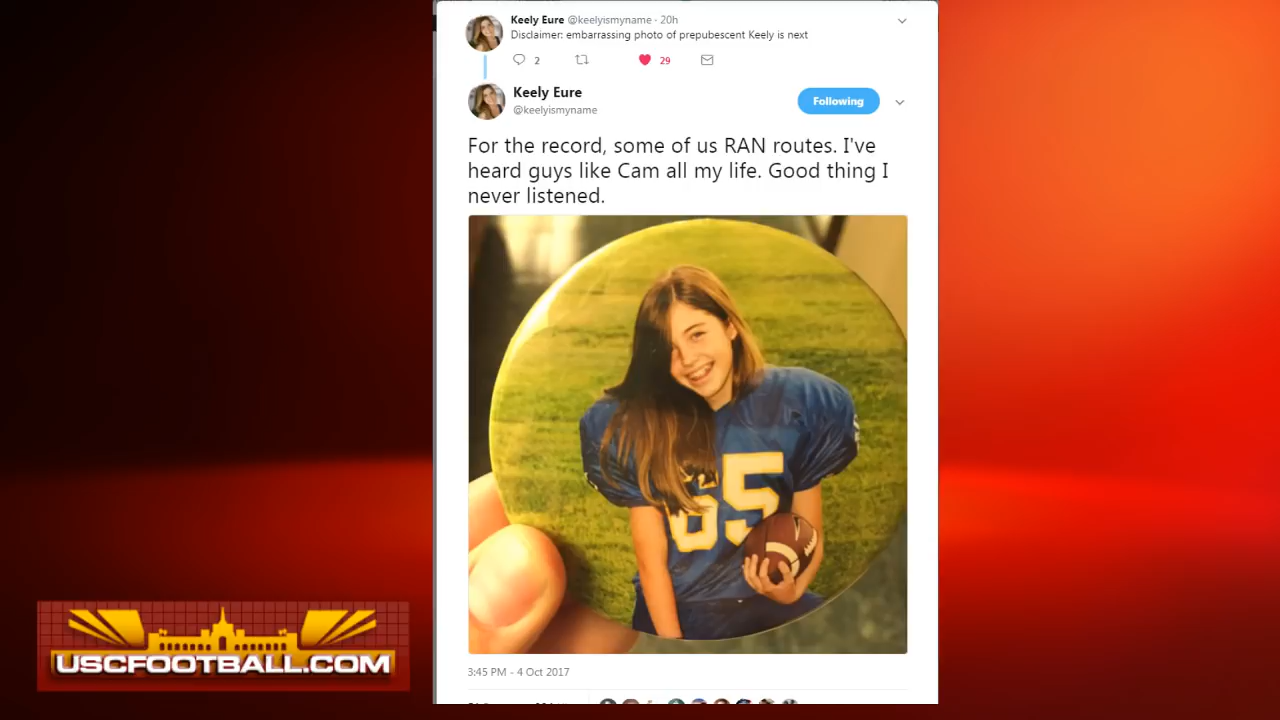 Keely Eure @keelyismyname · 20h
Disclaimer: embarrassing photo of prepubescent Keely is next
2 29
Keely Eure
@keelyismyname
Following
For the record, some of us RAN routes. I've
heard guys like Cam all my life. Good thing I
never listened.
65
3:45 PM - 4 Oct 2017
USCFOOTBALL.COM